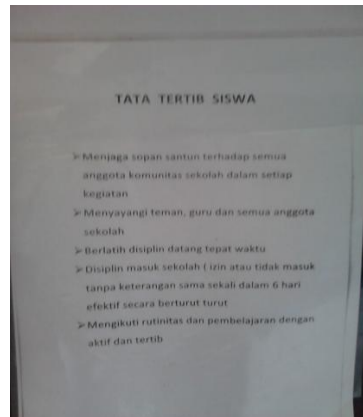 TATA TERTIB SISWA
➢ Menjaga sopan santun terhadap semua
anggota komunitas sekolah dalam setiap
kegiatan
➢ Menyayangi teman, guru dan semua anggota
sekolah
➢ Berlatih disiplin datang tepat waktu
➢ Disiplin masuk sekolah ( izin atau tidak masuk
tanpa keterangan sama sekali dalam 6 hari
efektif secara berturut turut
➢ Mengikuti rutinitas dan pembelajaran dengan
aktif dan tertib